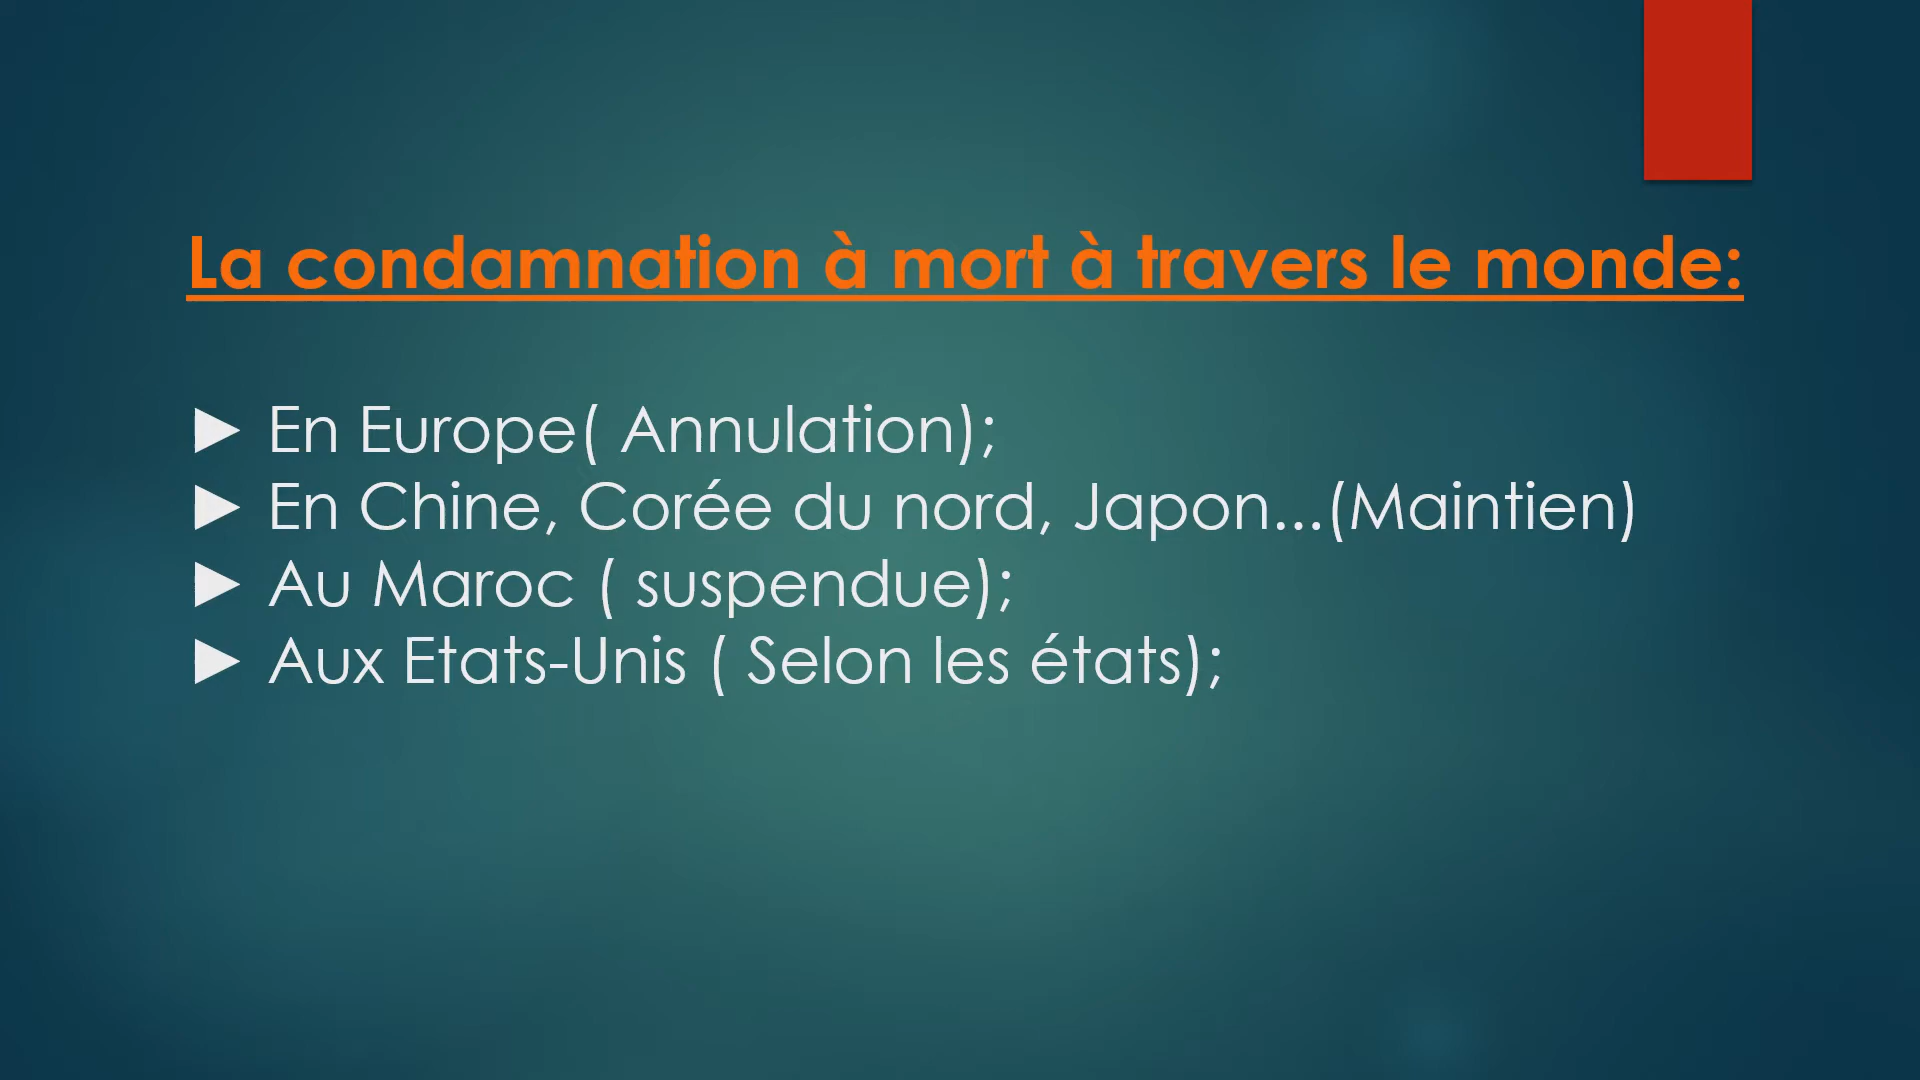 La condamnation à mort à travers le monde:
► En Europe( Annulation);
► En Chine, Corée du nord, Japon...(Maintien)
► Au Maroc ( suspendue);
► Aux Etats-Unis ( Selon les états);